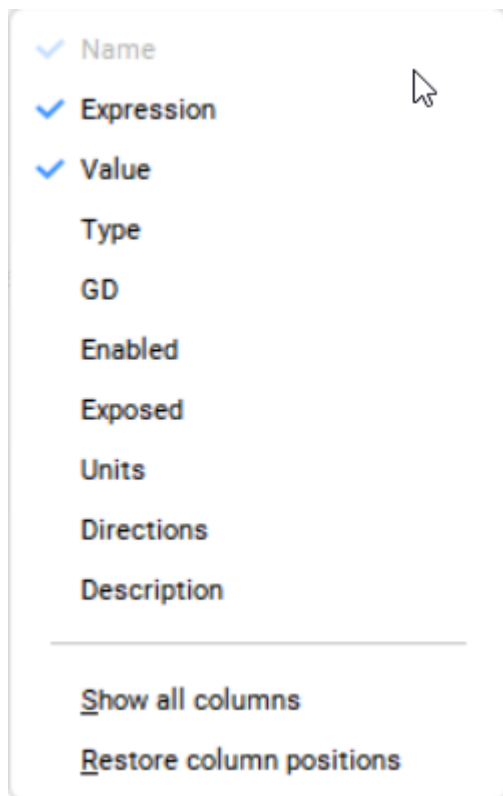 Name
Expression
Value
Type
GD
Enabled
Exposed
Units
Directions
Description
Show all columns
Restore column positions